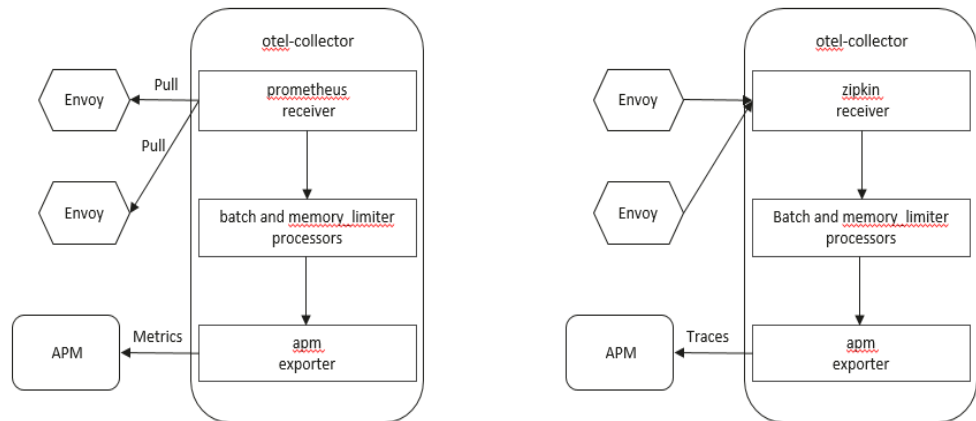 otel-collector
Pull
Envoy
prometheus
receiver
Pull
Envoy
batch and memory_limiter
processors
Metrics
APM
apm
exporter
otel-collector
Envoy
zipkin
receiver
Envoy
Batch and memory_limiter
processors
Traces
APM
apm
exporter